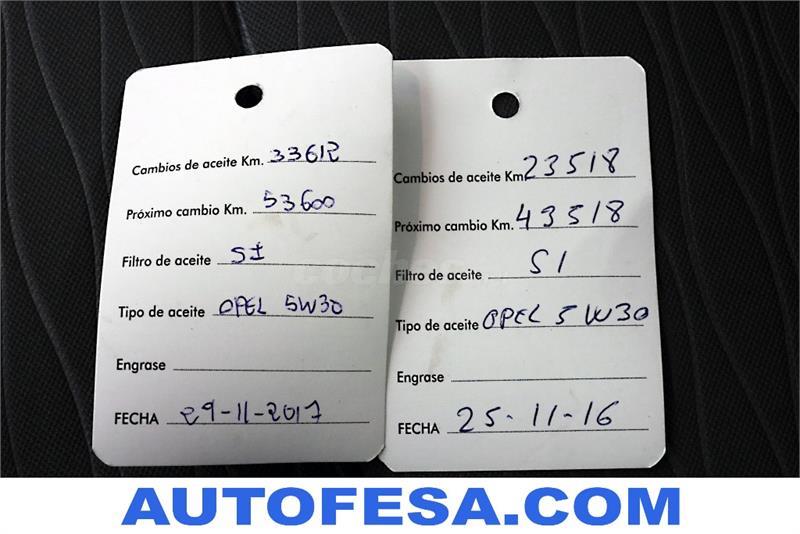 Cambios de aceite Km. 33612
Próximo cambio Km. 53600
Filtro de aceite SI
Tipo de aceite OPEL 5W30
Engrase
FECHA 29-11-2017
Cambios de aceite Km 23518
Próximo cambio Km. 43518
Filtro de aceite SI
Tipo de aceite OPEL 5W30
Engrase
FECHA 25-11-16
AUTOFESA.COM